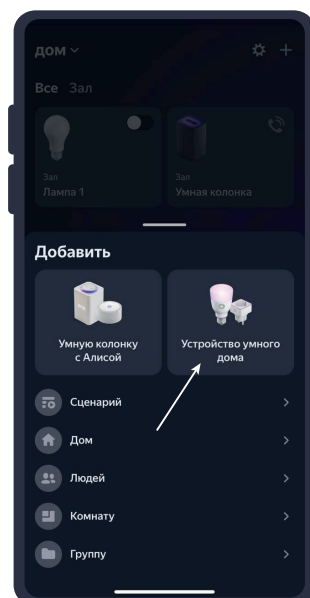 дом
Все Зал
Зал
Лампа 1
Зал
Умная колонка
Добавить
Умную колонку
с Алисой
Устройство умного
дома
Сценарий
Дом
Людей
Комнату
Группу